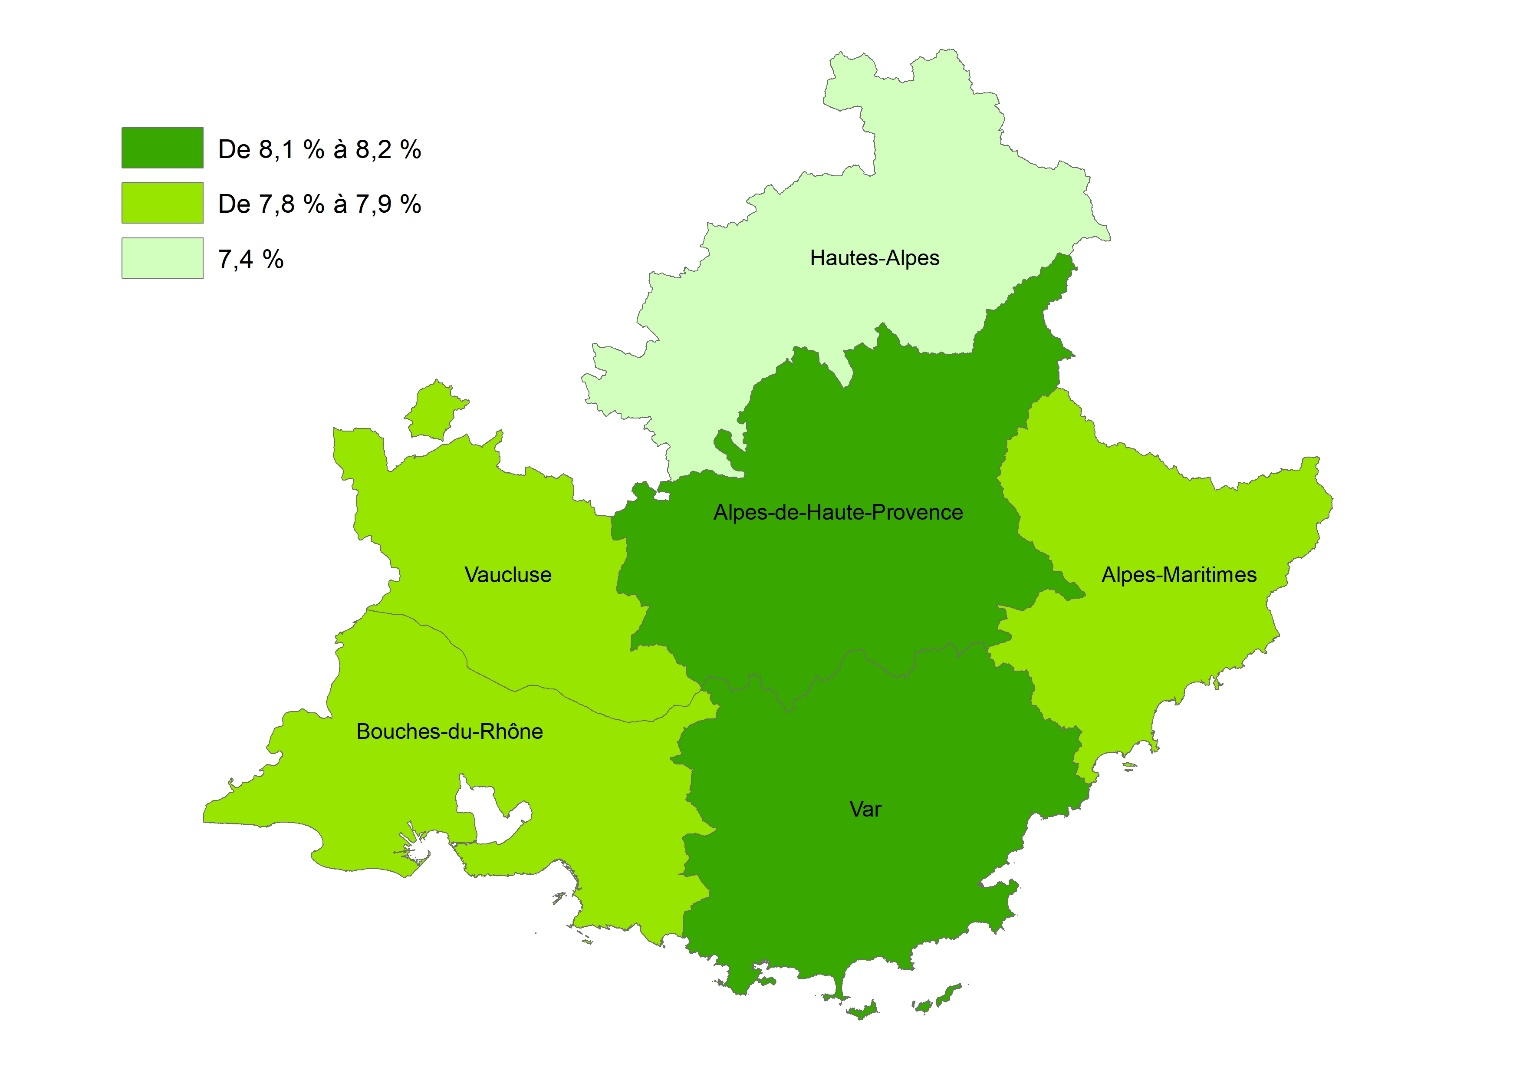 De 8,1 % à 8,2 %
De 7,8 % à 7,9 %
7,4 %
Hautes-Alpes
Alpes-de-Haute-Provence
Vaucluse
Alpes-Maritimes
Bouches-du-Rhône
Var